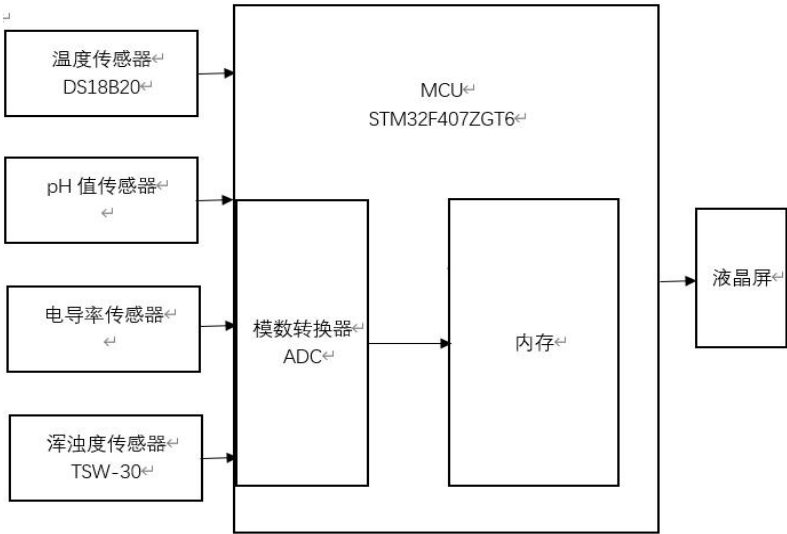 温度传感器
DS18B20
MCU
STM32F407ZGT6
pH 值传感器
电导率传感器
模数转换器
ADC
内存
液晶屏
浑浊度传感器
TSW-30